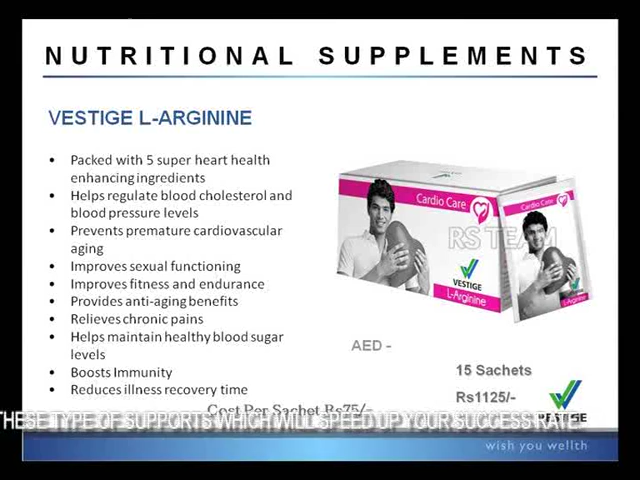 NUTRITIONAL SUPPLEMENTS
VESTIGE L-ARGININE
• Packed with 5 super heart health
enhancing ingredients
• Helps regulate blood cholesterol and
blood pressure levels
• Prevents premature cardiovascular
aging
• Improves sexual functioning
• Improves fitness and endurance
• Provides anti-aging benefits
• Relieves chronic pains
• Helps maintain healthy blood sugar
levels
• Boosts Immunity
• Reduces illness recovery time
Cardio Care
Cardio Care
RS TEAM
VESTIGE
L-Arginine
L-Arginine
AED -
15 Sachets
Rs1125/-
Cost Per Sachet Rs75/-
THESE TYPE OF SUPPORTS WHICH WILL SPEED UP YOUR SUCCESS RATE
VESTIGE
wish you wellth